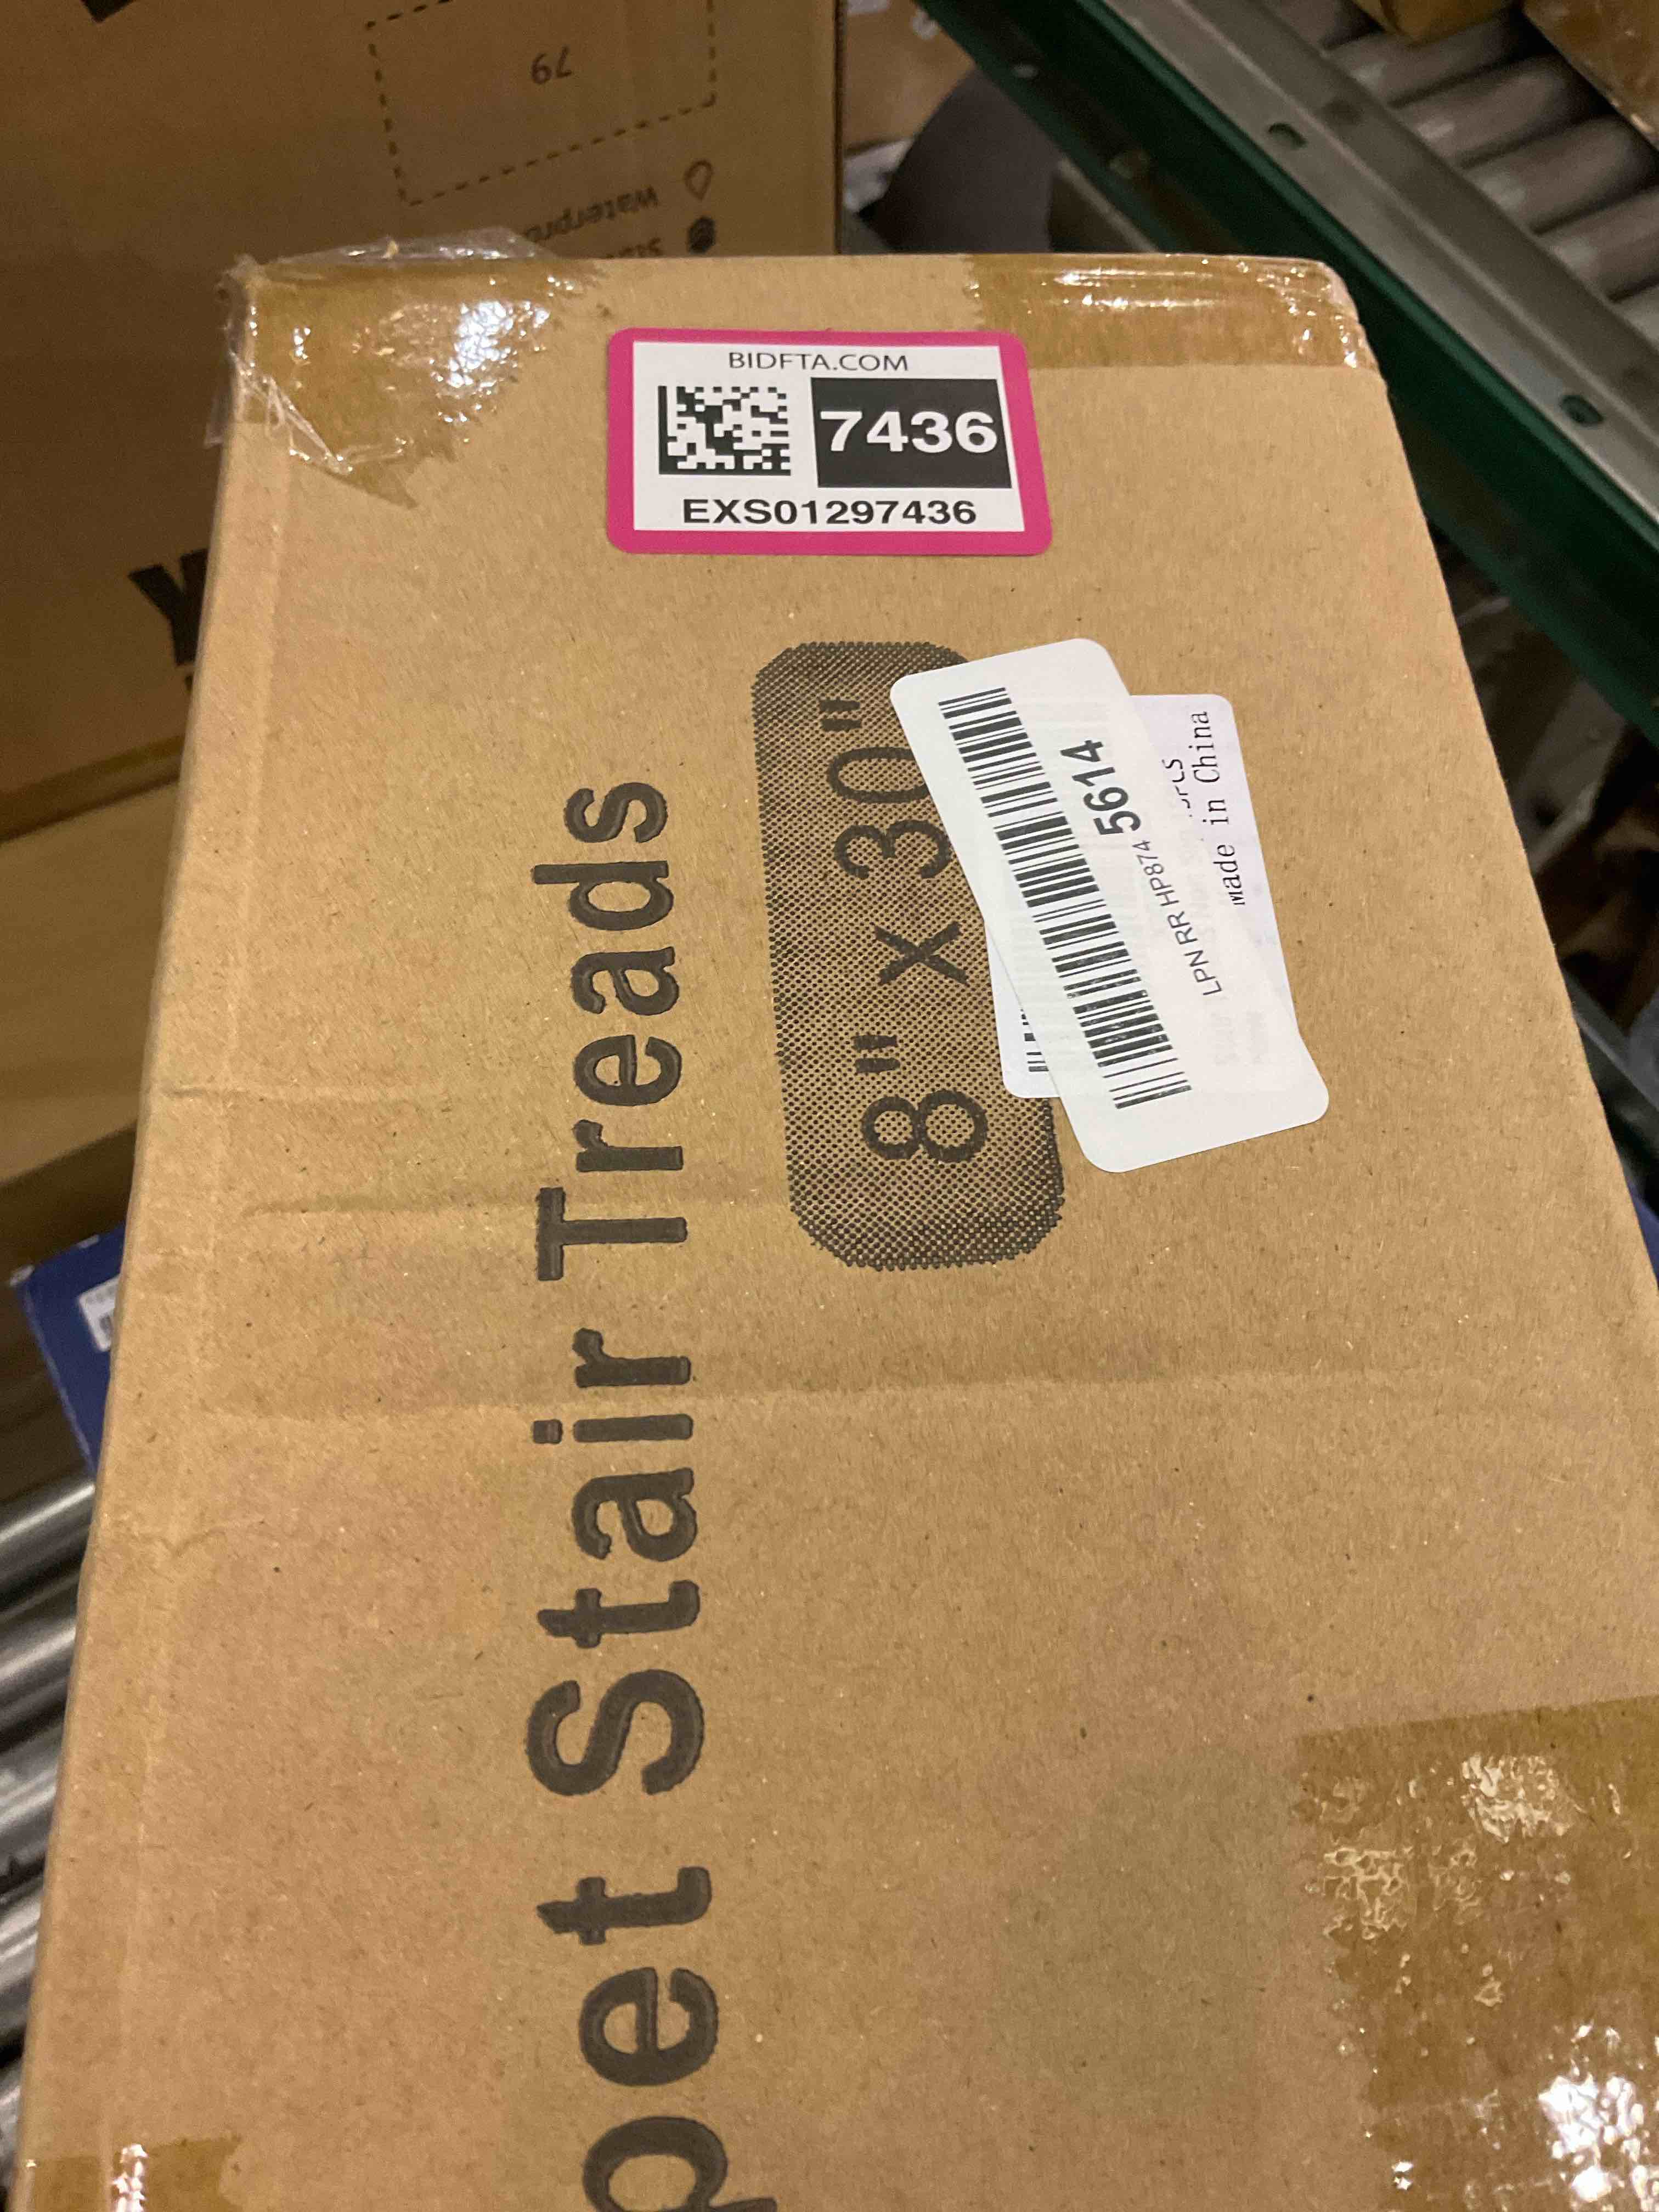 79
BIDFTA.COM
7436
EXS01297436
pet Stair Treads
8" x 30"
LPN RR HP874 5614
Made in China